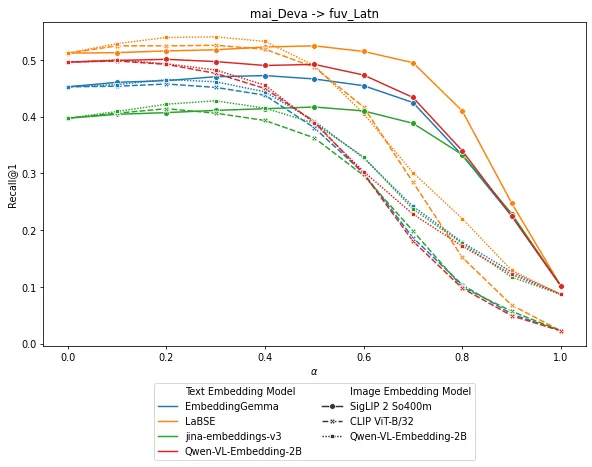 mai_Deva -> fuv_Latn
Recall@1
0.5
0.4
0.3
0.2
0.1
0.0
0.0 0.2 0.4 0.6 0.8 1.0
α
Text Embedding Model Image Embedding Model
EmbeddingGemma SigLIP 2 So400m
LaBSE CLIP ViT-B/32
jina-embeddings-v3 Qwen-VL-Embedding-2B
Qwen-VL-Embedding-2B